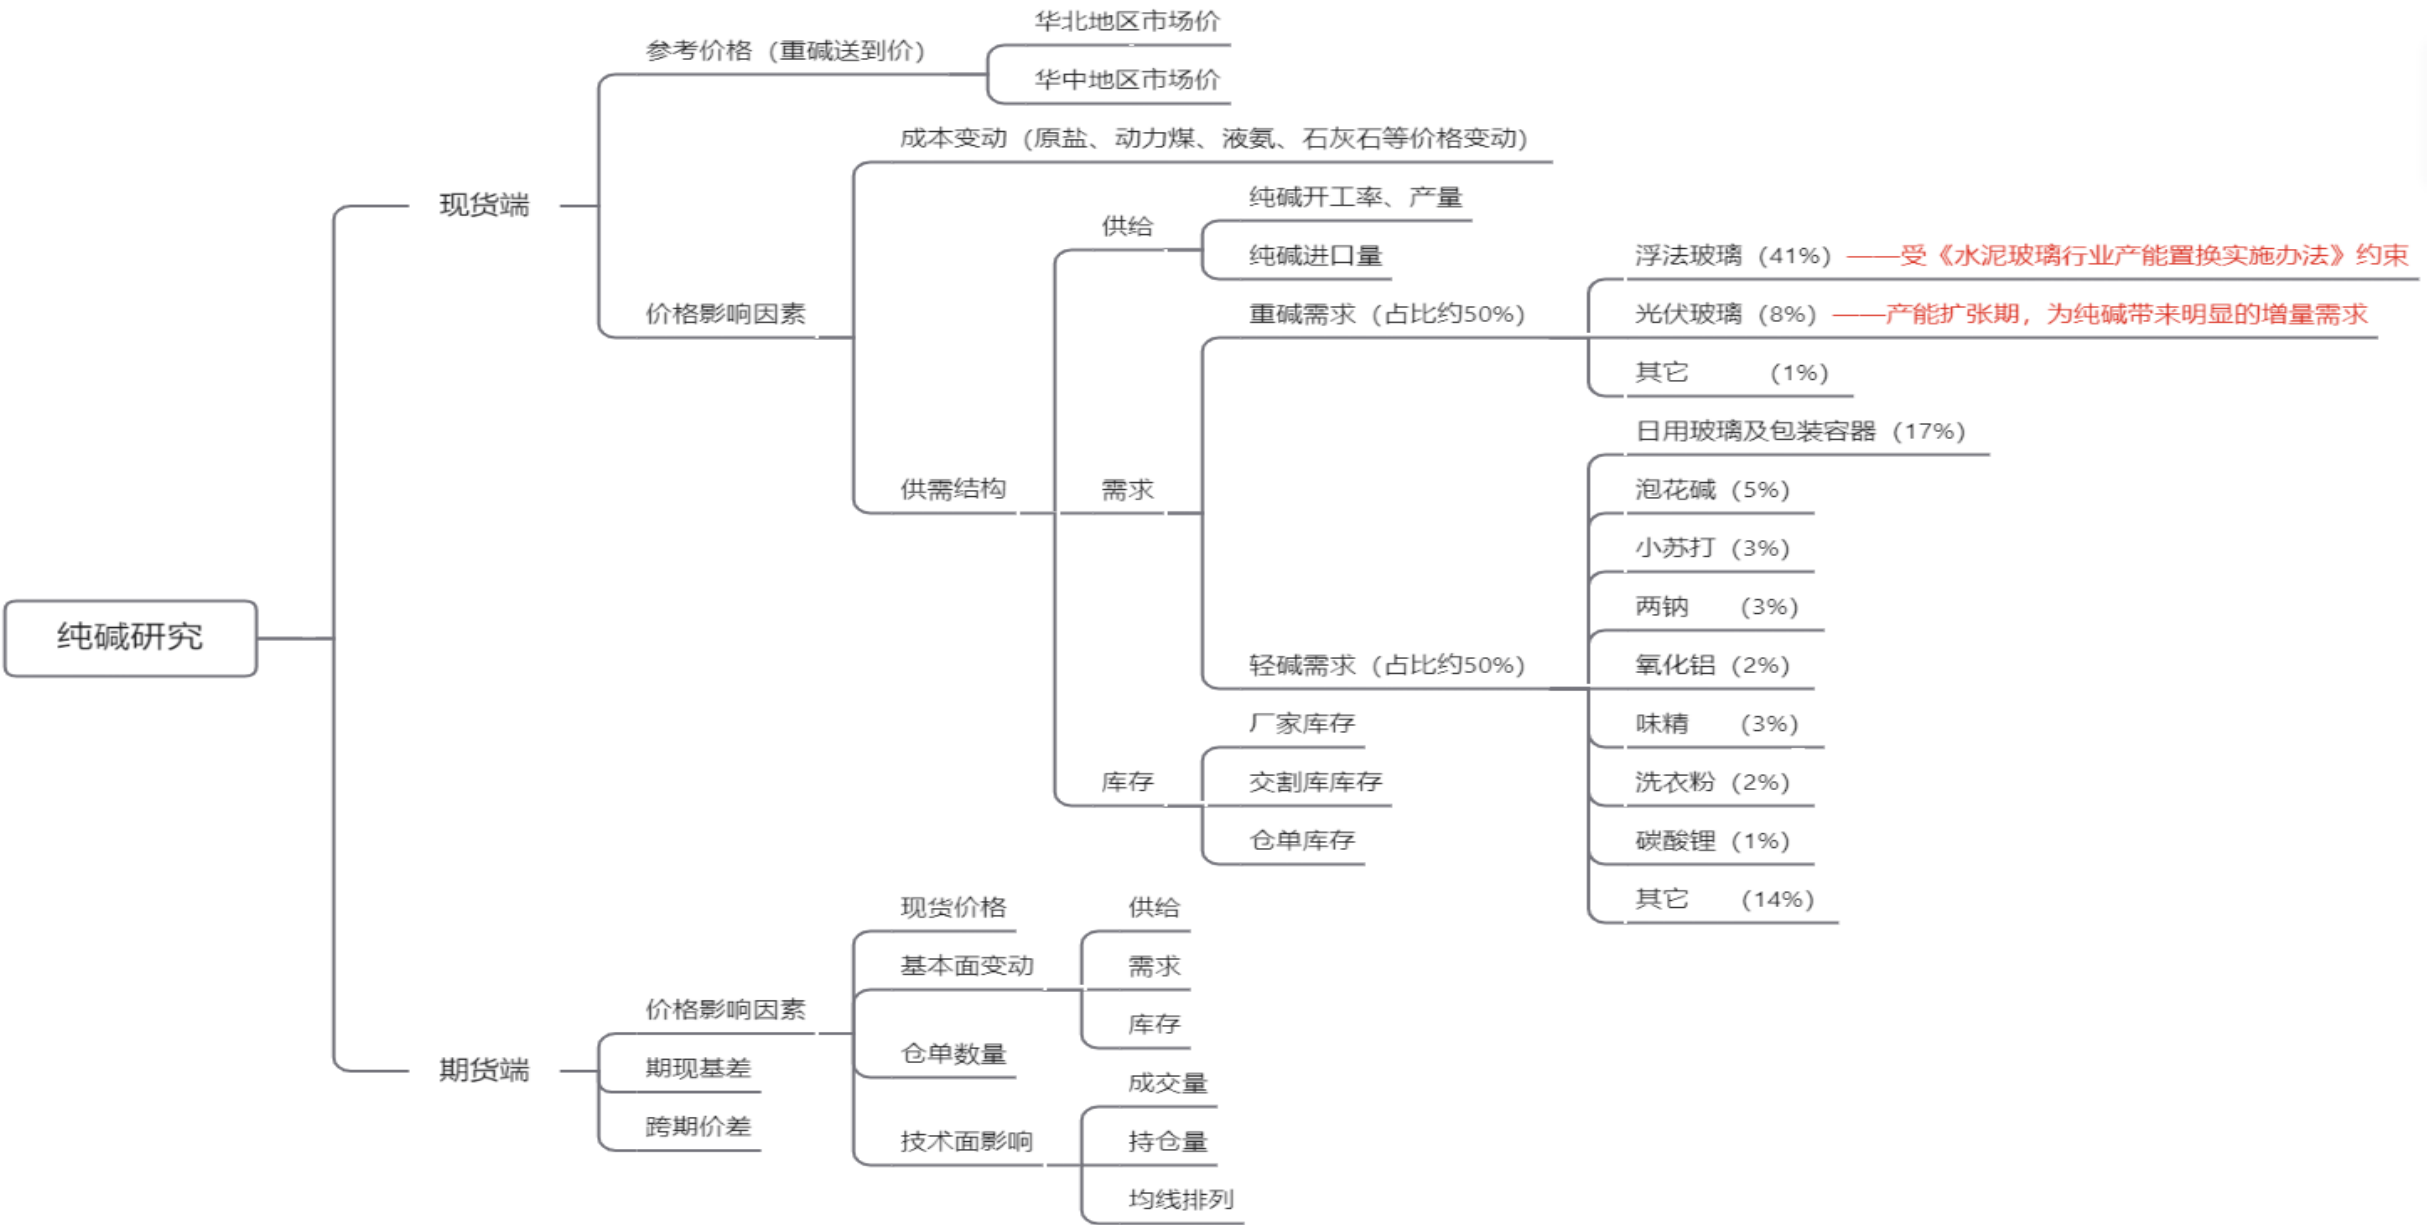 纯碱研究
现货端
参考价格（重碱送到价）
华北地区市场价
华中地区市场价
价格影响因素
成本变动（原盐、动力煤、液氨、石灰石等价格变动）
供需结构
供给
纯碱开工率、产量
纯碱进口量
需求
重碱需求（占比约50%）
浮法玻璃（41%）——受《水泥玻璃行业产能置换实施办法》约束
光伏玻璃（8%）——产能扩张期，为纯碱带来明显的增量需求
其它（1%）
轻碱需求（占比约50%）
日用玻璃及包装容器（17%）
泡花碱（5%）
小苏打（3%）
两钠（3%）
氧化铝（2%）
味精（3%）
洗衣粉（2%）
碳酸锂（1%）
其它（14%）
库存
厂家库存
交割库库存
仓单库存
期货端
价格影响因素
现货价格
基本面变动
供给
需求
库存
仓单数量
技术面影响
成交量
持仓量
均线排列
期现基差
跨期价差